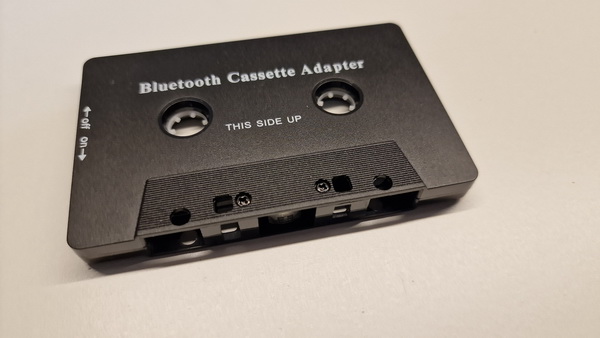 Bluetooth Cassette Adapter
THIS SIDE UP
←off on→